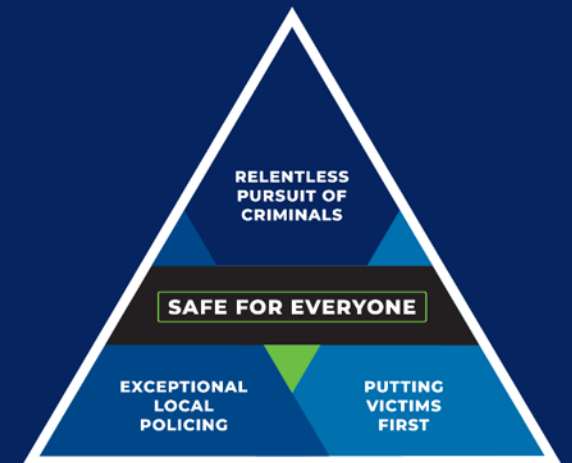 RELENTLESS
PURSUIT OF
CRIMINALS
SAFE FOR EVERYONE
EXCEPTIONAL
LOCAL
POLICING
PUTTING
VICTIMS
FIRST